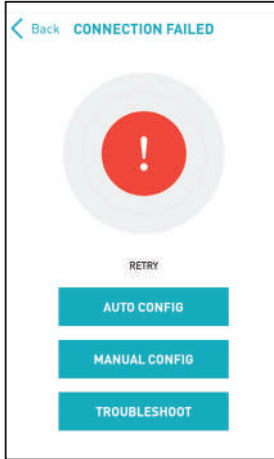 Back CONNECTION FAILED
!
RETRY
AUTO CONFIG
MANUAL CONFIG
TROUBLESHOOT